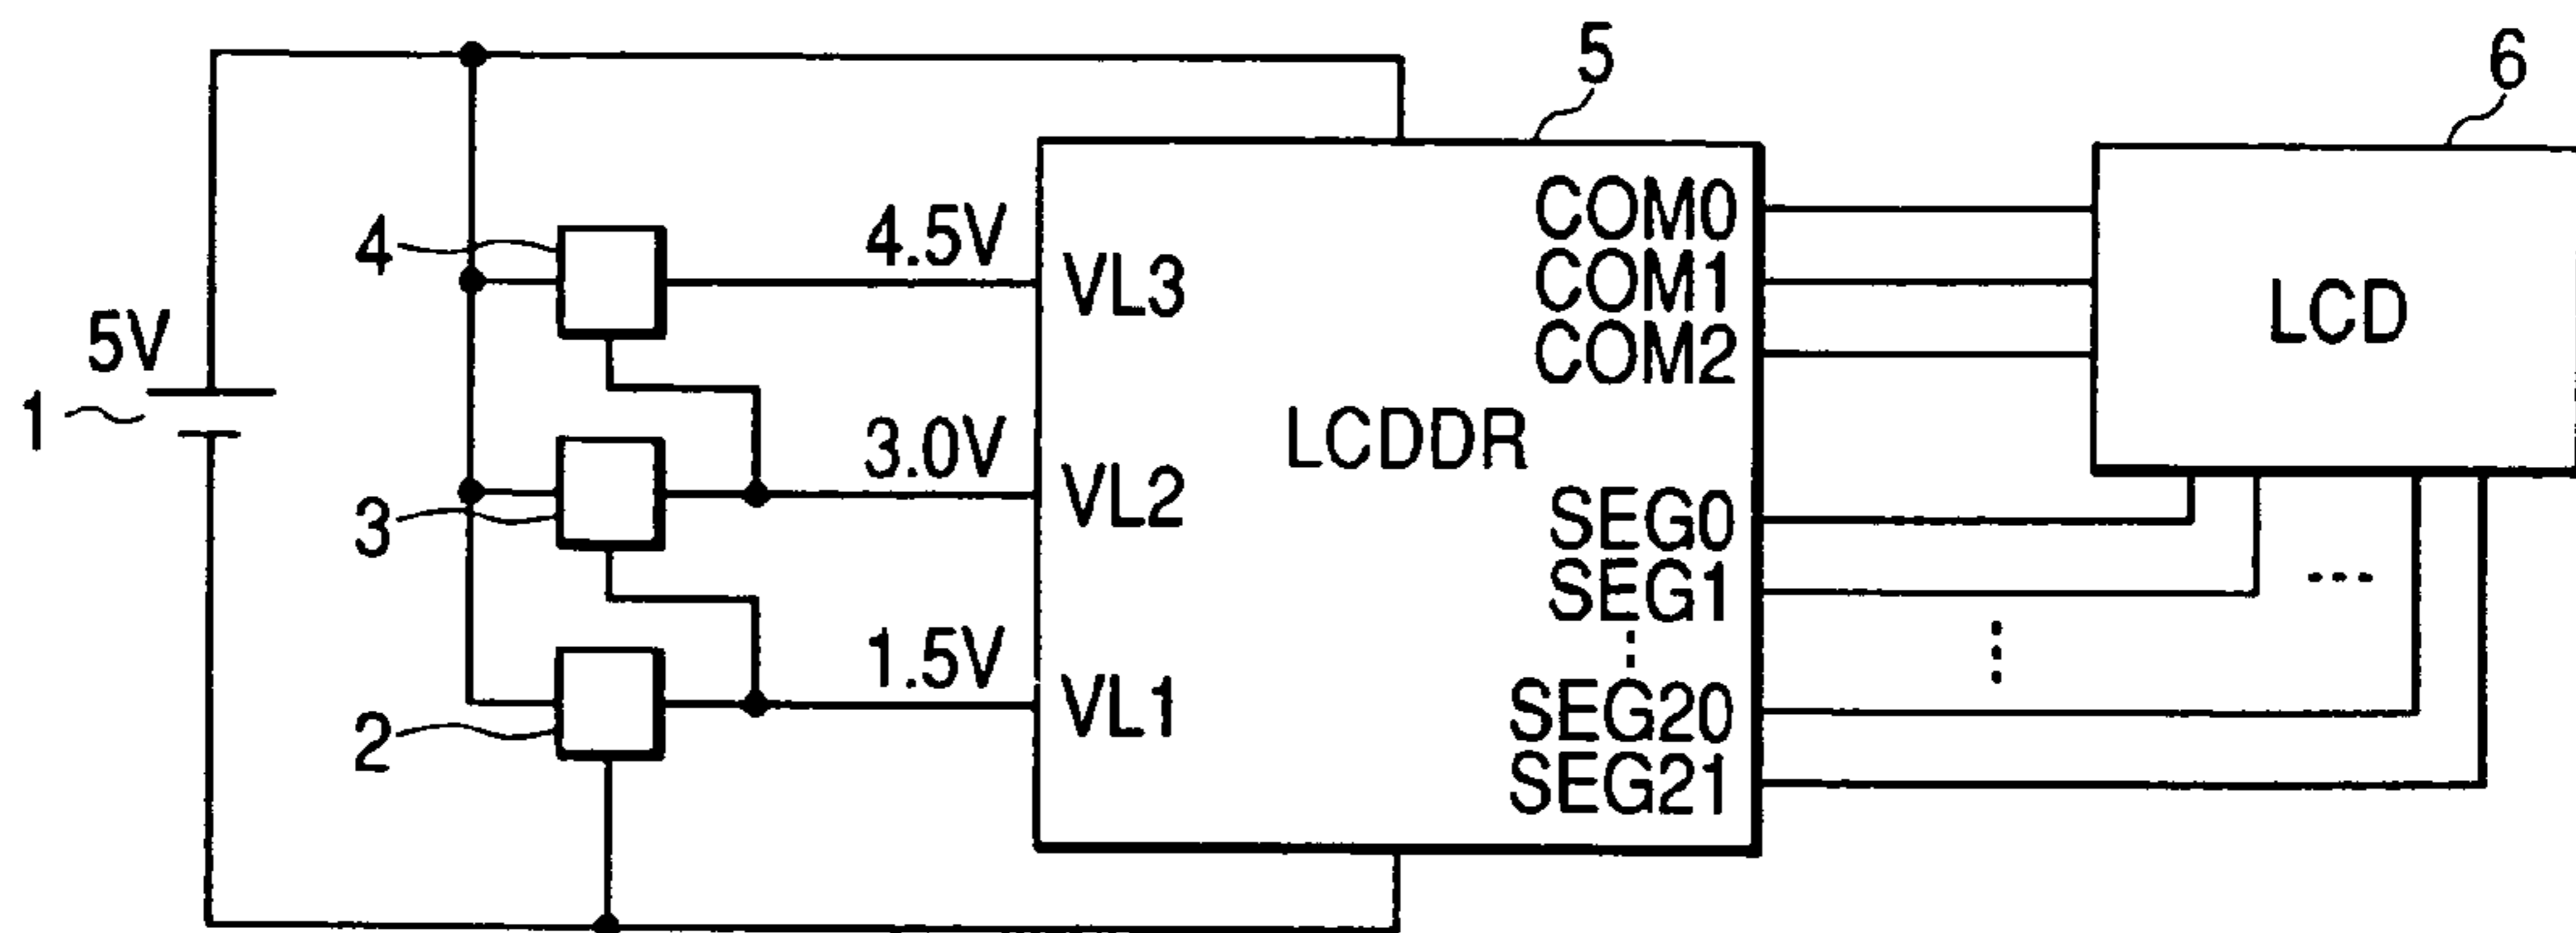 5
6
4
4.5V
VL3
COM0
COM1
COM2
LCD
5V
1
3
3.0V
VL2
LCDDR
SEG0
SEG1
2
1.5V
VL1
SEG20
SEG21